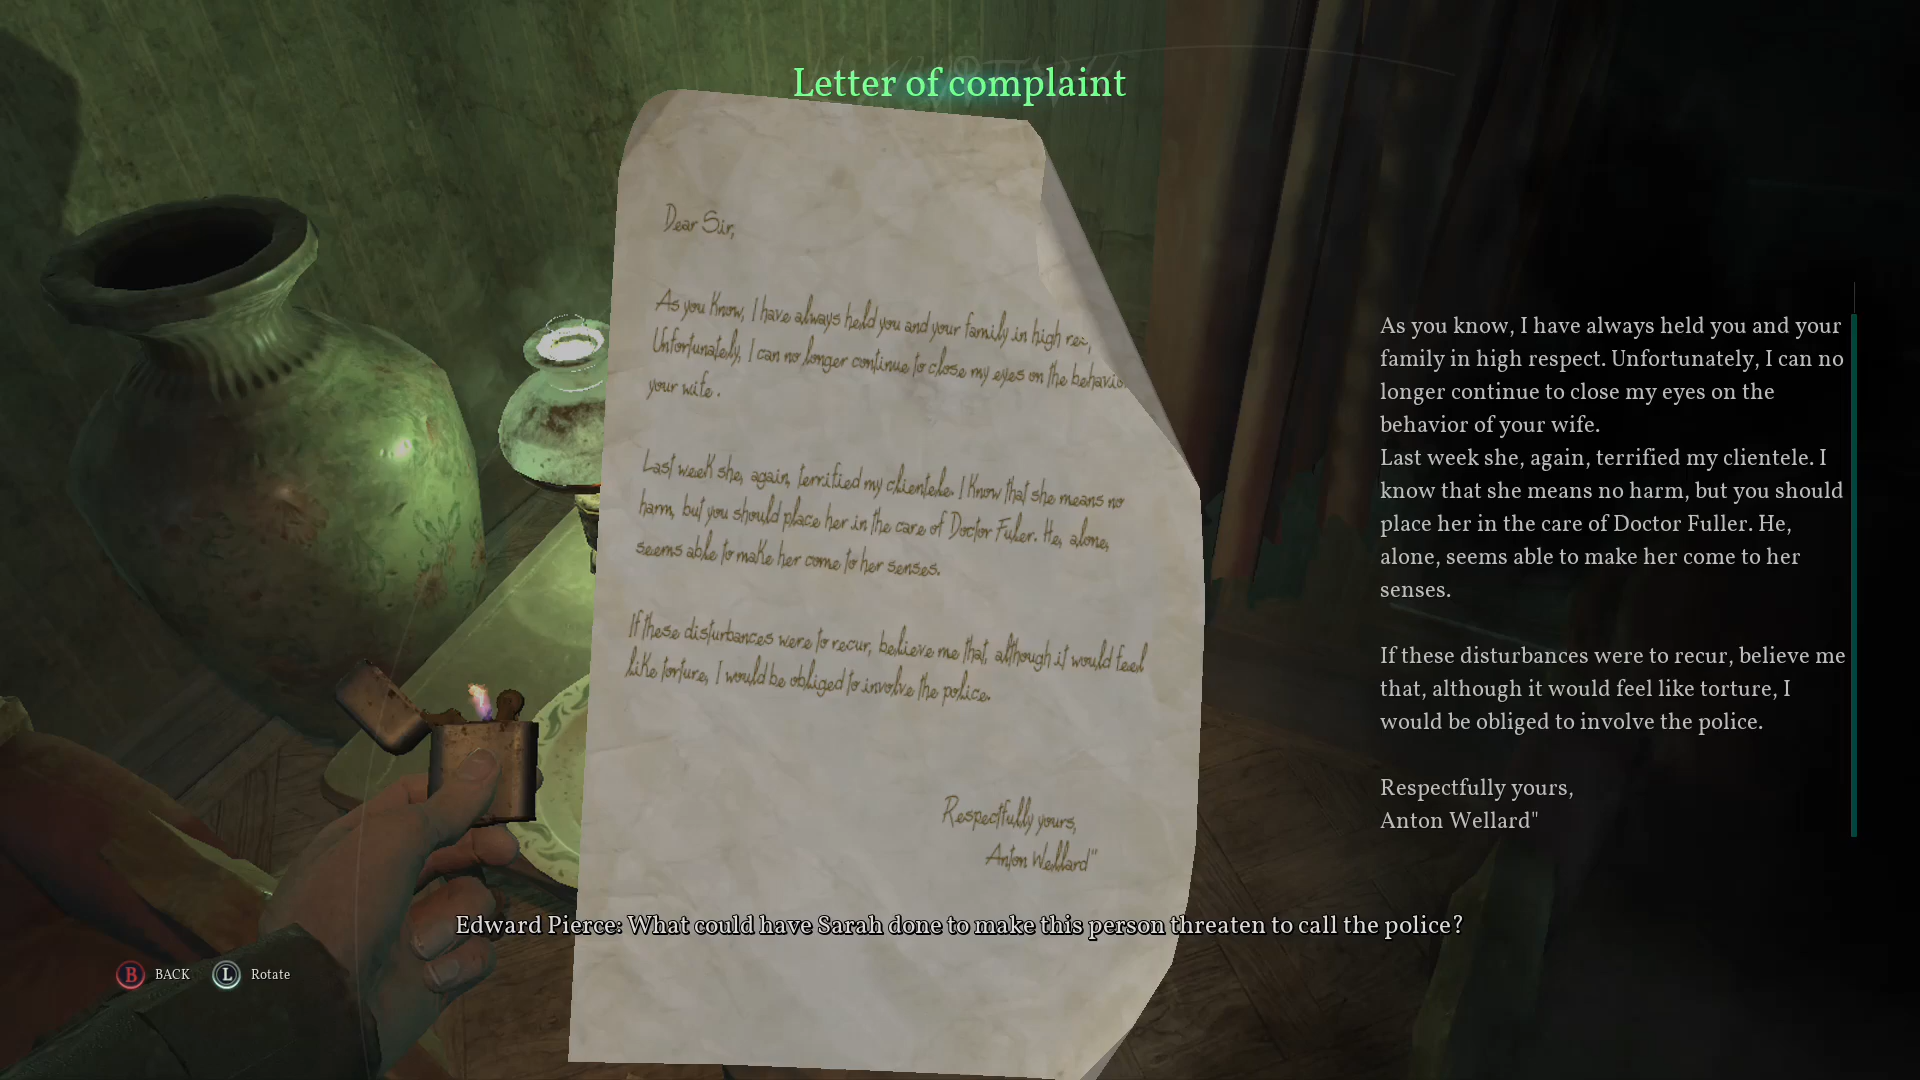 Letter of complaint
Dear Sir,
As you know, I have always held you and your family in high
Unfortunately, I can no longer continue to close my eyes on the
your wife.
Last week she, again, terrified my clientele. I know that she means no
harm, but you should place her in the care of Doctor Fuller. He, alone,
seems able to make her come to her senses.
If these disturbances were to recur, believe me that, although it would feel
like torture, I would be obliged to involve the police.
Respectfully yours,
Anton Wellard"
As you know, I have always held you and your
family in high respect. Unfortunately, I can no
longer continue to close my eyes on the
behavior of your wife.
Last week she, again, terrified my clientele. I
know that she means no harm, but you should
place her in the care of Doctor Fuller. He,
alone, seems able to make her come to her
senses.
If these disturbances were to recur, believe me
that, although it would feel like torture, I
would be obliged to involve the police.
Respectfully yours,
Anton Wellard"
Edward Pierce: What could have Sarah done to make this person threaten to call the police?
B BACK L Rotate